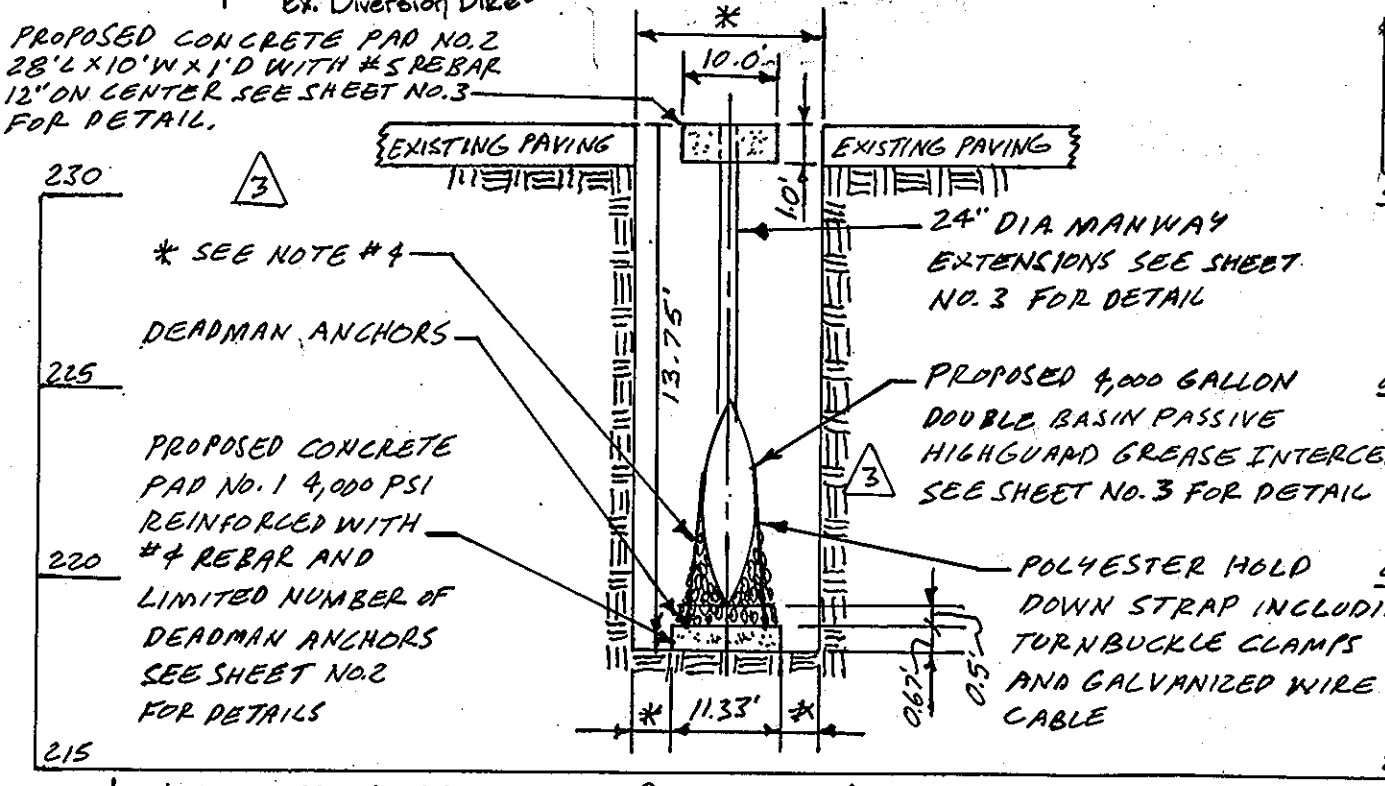 Ex. Diversion Dike
PROPOSED CONCRETE PAD NO.2
28'L X 10'W X 1'D WITH #5 REBAR
12" ON CENTER SEE SHEET NO.3
FOR DETAIL.
*
10.0'
EXISTING PAVING
EXISTING PAVING
1.0'
230
3
* SEE NOTE #4
24" DIA MANWAY
EXTENSIONS SEE SHEET
NO. 3 FOR DETAIL
DEADMAN ANCHORS
13.75'
225
PROPOSED 4,000 GALLON
DOUBLE BASIN PASSIVE
HIGHGUARD GREASE INTERCE
SEE SHEET NO. 3 FOR DETAIL
3
PROPOSED CONCRETE
PAD NO. 1 4,000 PSI
REINFORCED WITH
#4 REBAR AND
LIMITED NUMBER OF
DEADMAN ANCHORS
SEE SHEET NO.2
FOR DETAILS
220
POLYESTER HOLD
DOWN STRAP INCLUDI
TURNBUCKLE CLAMPS
AND GALVANIZED WIRE
CABLE
0.67'
0.5'
*
11.33'
*
215